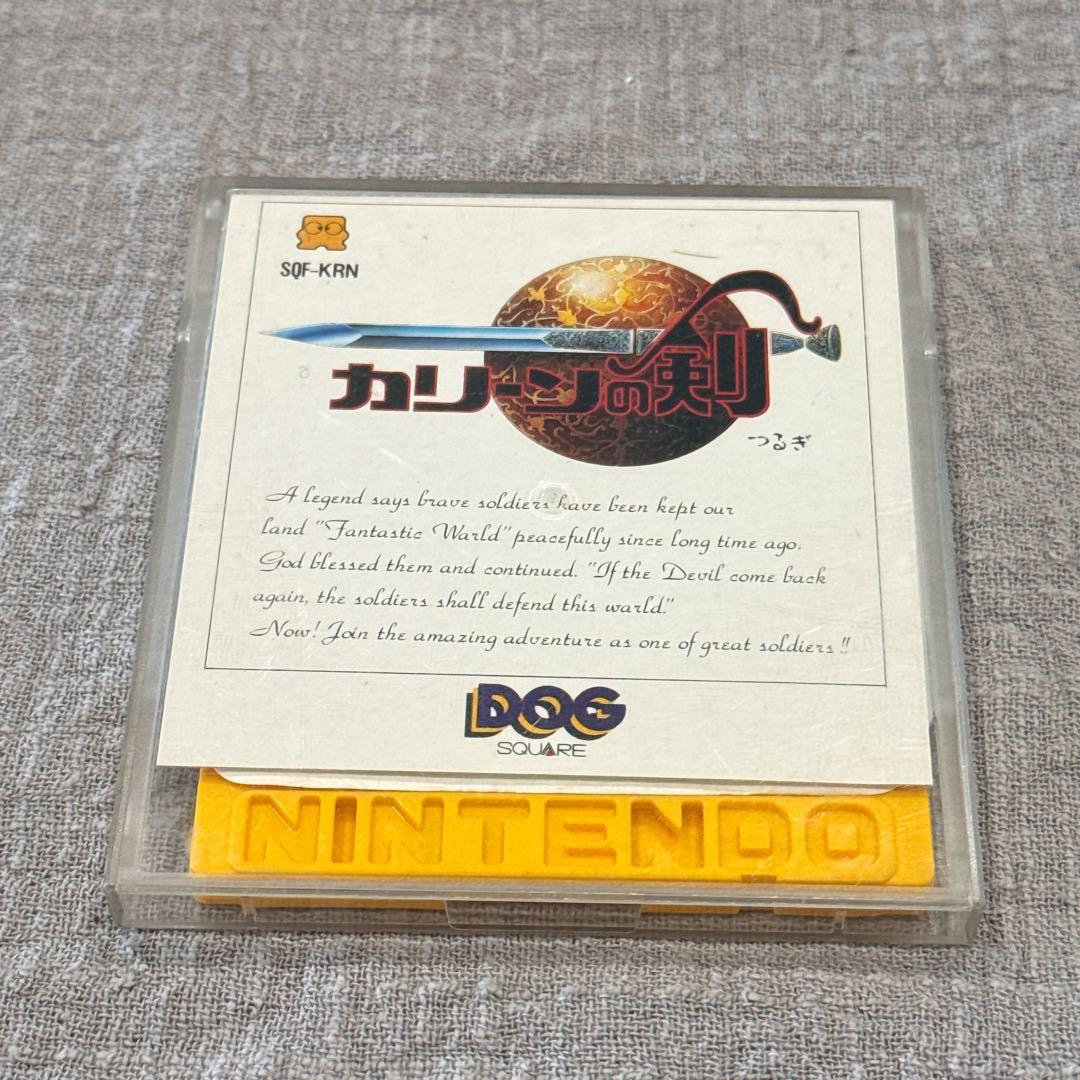 SQF-KRN
カリーンの剣
つるぎ
A legend says brave soldiers have been kept our
land "Fantastic World" peacefully since long time ago.
God blessed them and continued. "If the Devil come back
again, the soldiers shall defend this world."
Now! Join the amazing adventure as one of great soldiers!!
DOG
SQUARE
NINTENDO